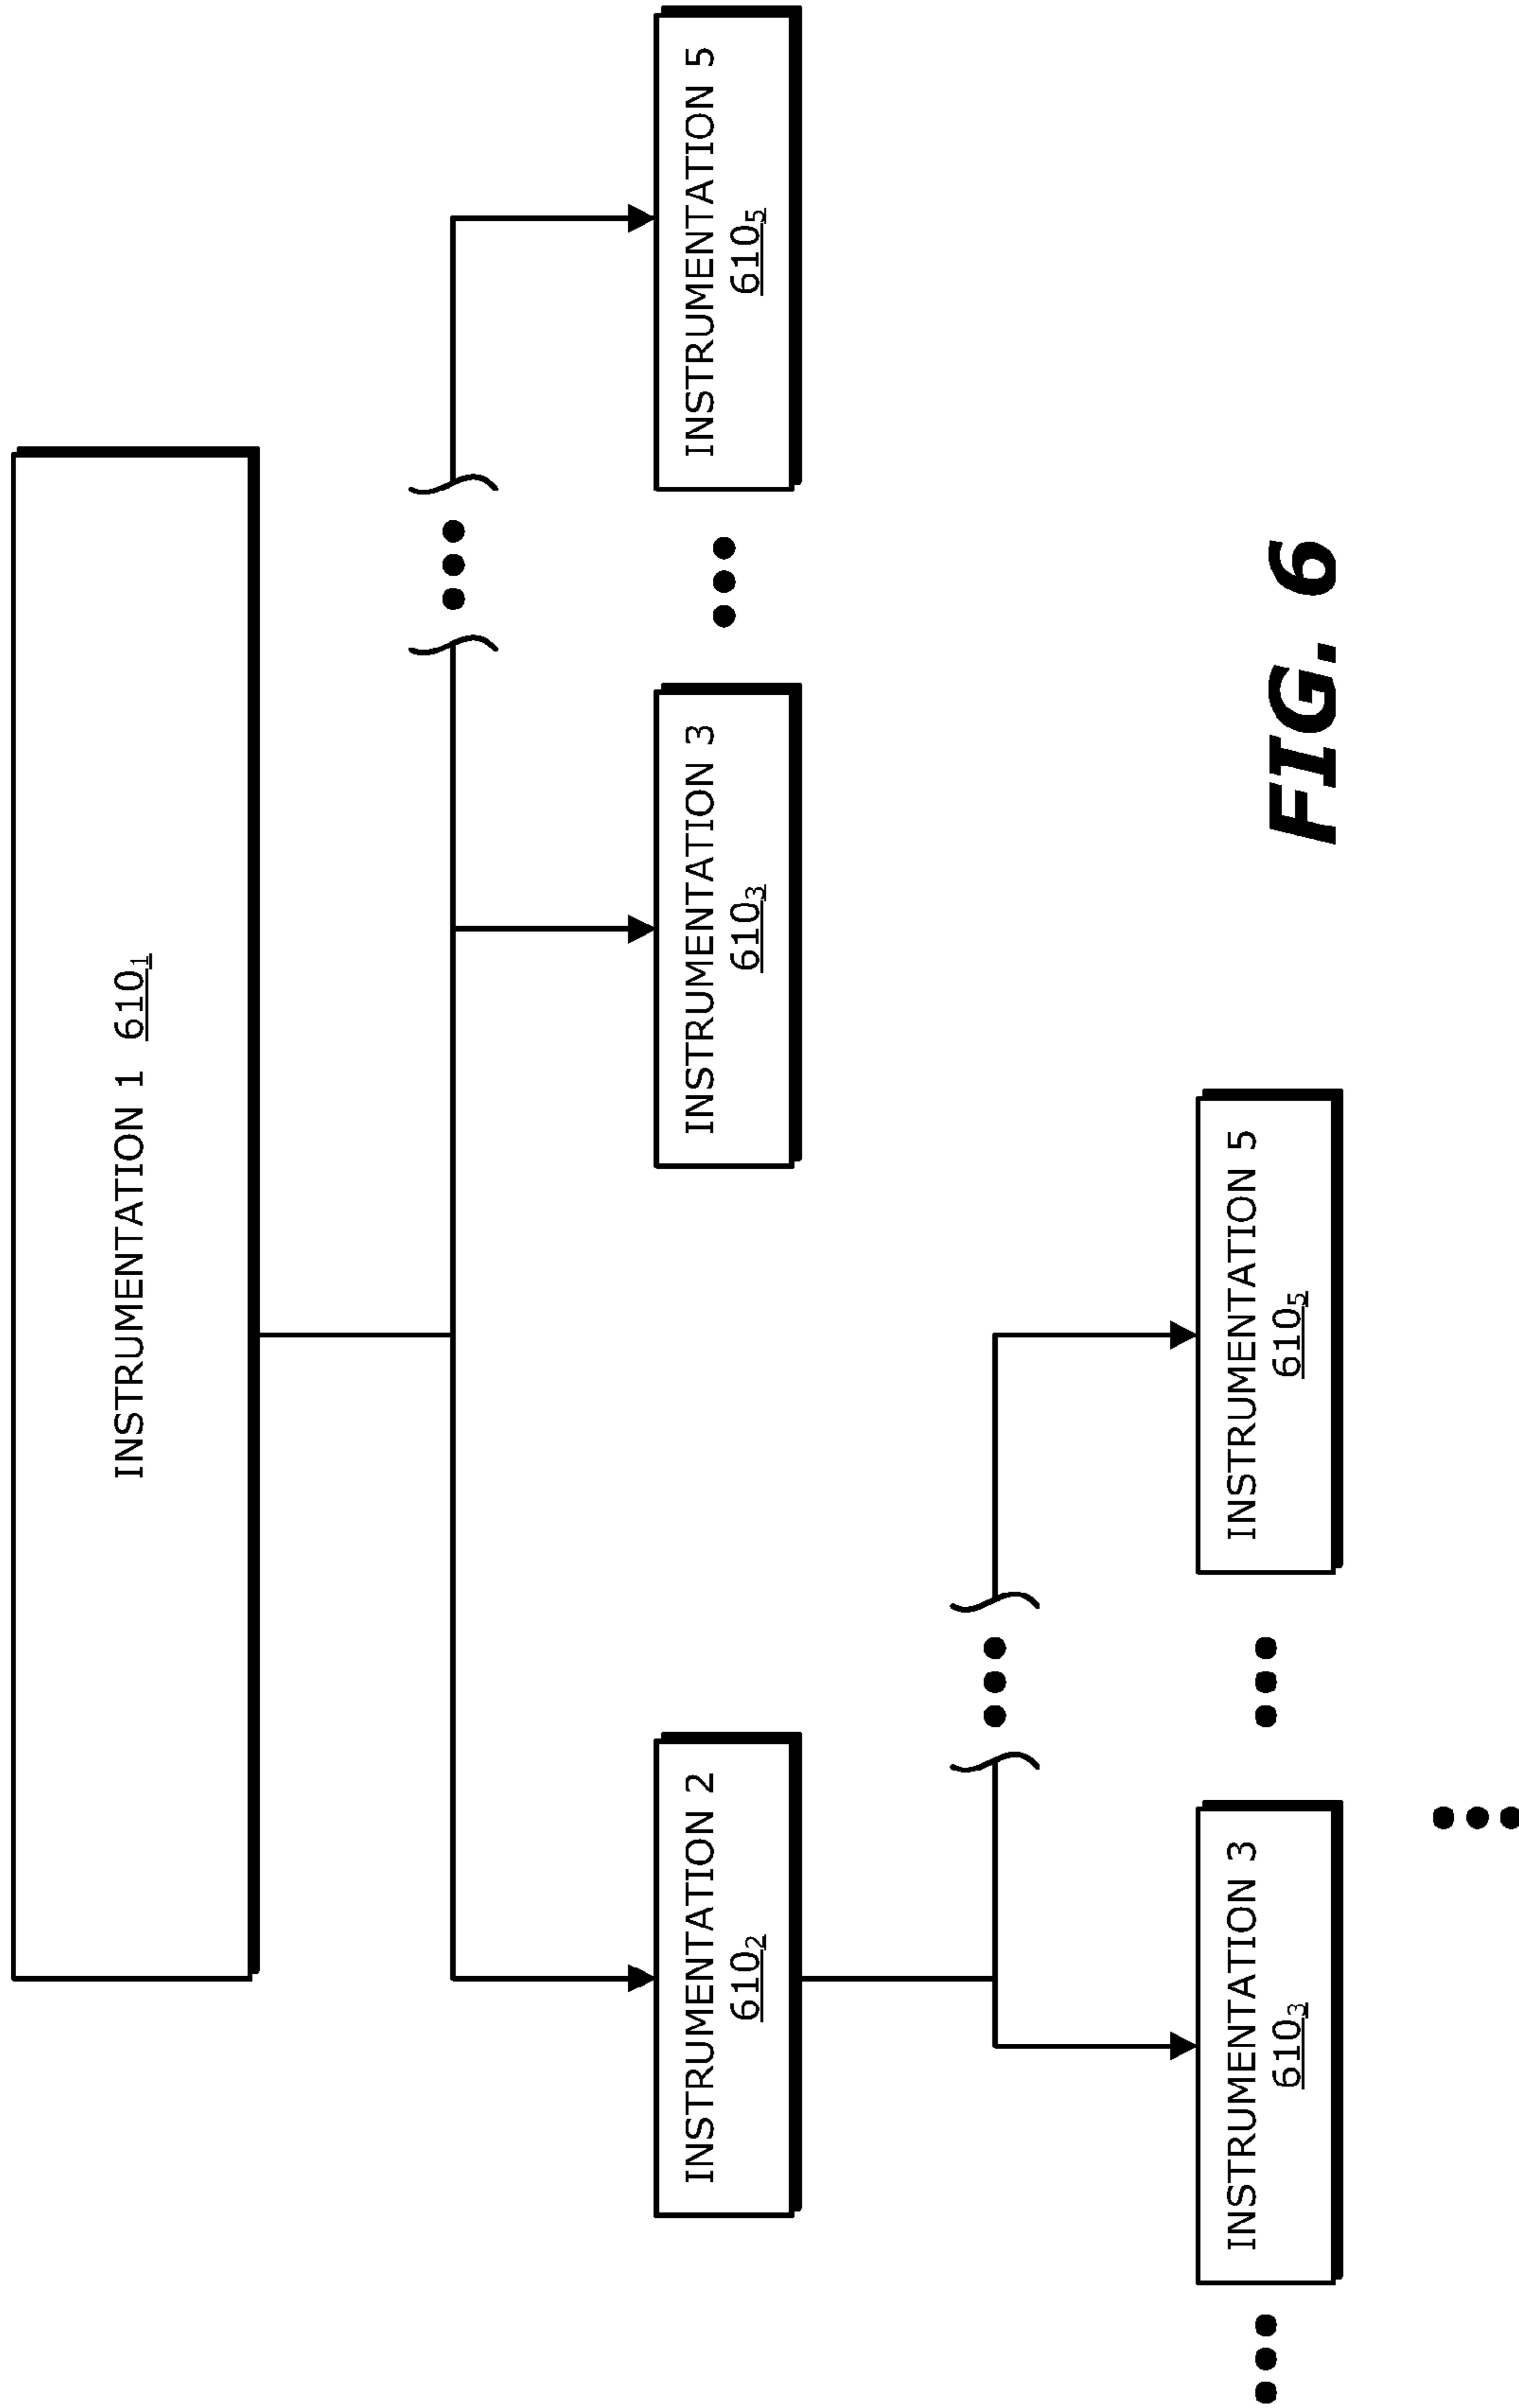 INSTRUMENTATION 1 610₁
INSTRUMENTATION 2
610₂
INSTRUMENTATION 3
610₃
INSTRUMENTATION 5
610₅
INSTRUMENTATION 3
610₃
INSTRUMENTATION 5
610₅
FIG. 6